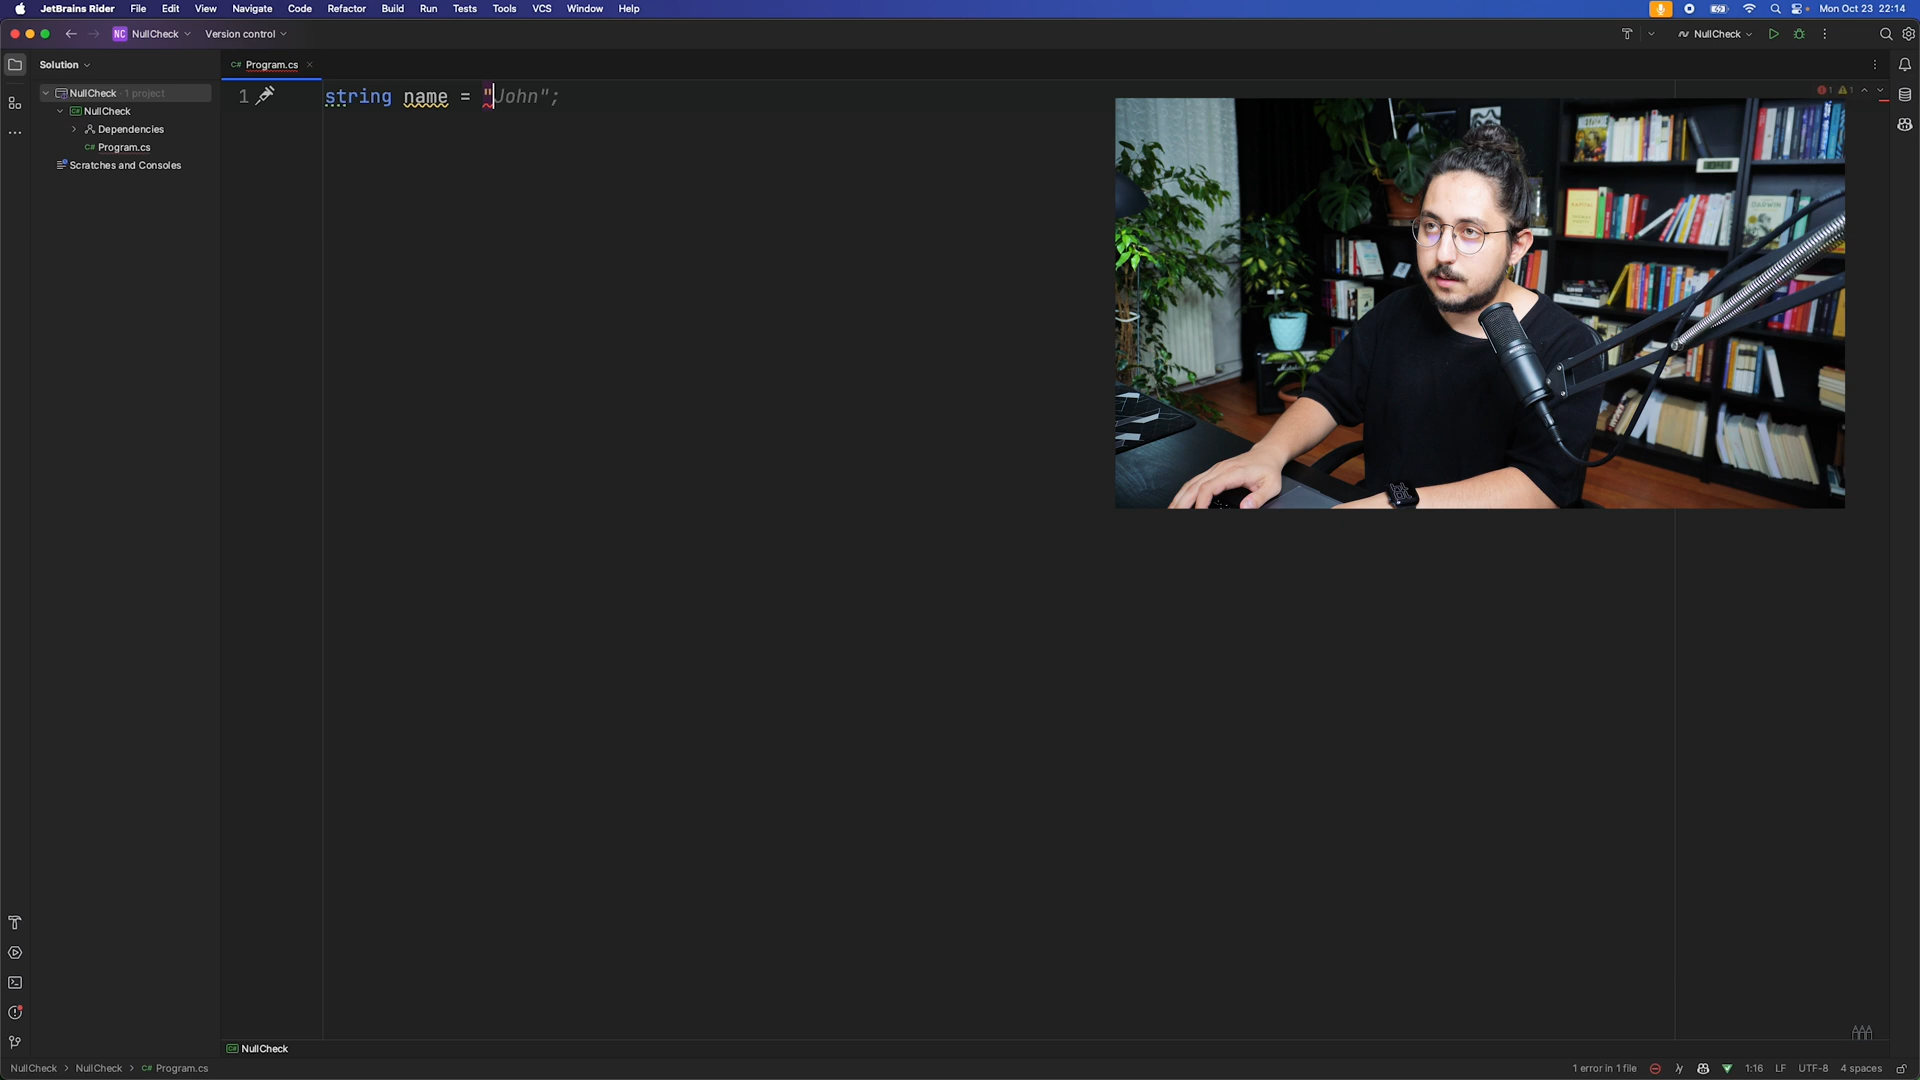 JetBrains Rider File Edit View Navigate Code Refactor Build Run Tests Tools VCS Window Help
Mon Oct 23 22:14
NC NullCheck Version control
NullCheck
Solution
C# Program.cs
NullCheck · 1 project
NullCheck
Dependencies
C# Program.cs
Scratches and Consoles
1 string name = "John";
1 1
C# NullCheck
NullCheck > NullCheck > C# Program.cs
1 error in 1 file
1:16 LF UTF-8 4 spaces